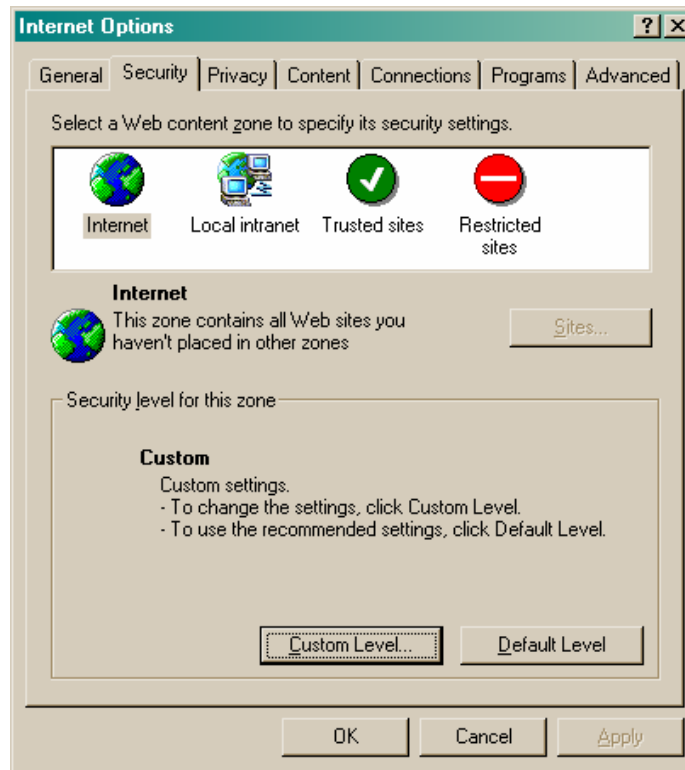 Internet Options
General Security Privacy Content Connections Programs Advanced
Select a Web content zone to specify its security settings.
Internet Local intranet Trusted sites Restricted sites
Internet
This zone contains all Web sites you
haven't placed in other zones
Sites...
Security level for this zone
Custom
Custom settings.
- To change the settings, click Custom Level.
- To use the recommended settings, click Default Level.
Custom Level... Default Level
OK Cancel Apply